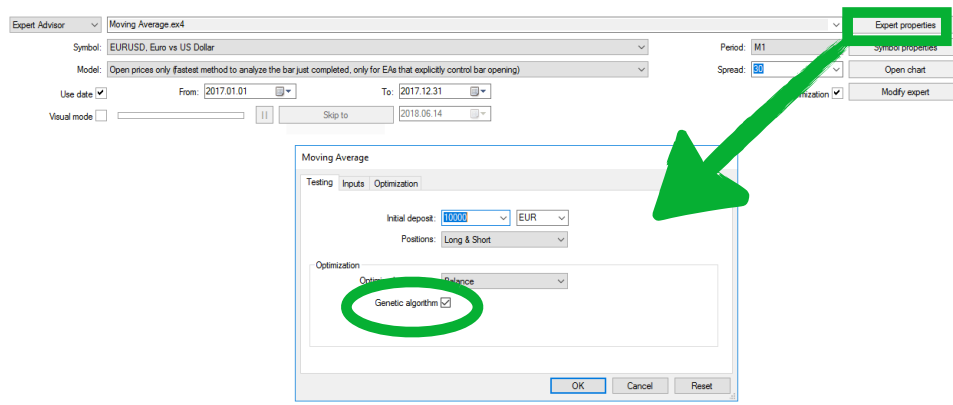 Expert Advisor Moving Average.ex4 Expert properties
Symbol: EURUSD, Euro vs US Dollar Period: M1 Symbol properties
Model: Open prices only (fastest method to analyze the bar just completed, only for EAs that explicitly control bar opening) Spread: 30 Open chart
Use date From: 2017.01.01 To: 2017.12.31 Modify expert
Visual mode Skip to 2018.06.14
Moving Average
Testing Inputs Optimization
Initial deposit: 10000 EUR
Positions: Long & Short
Optimization
Balance
Genetic algorithm
OK Cancel Reset